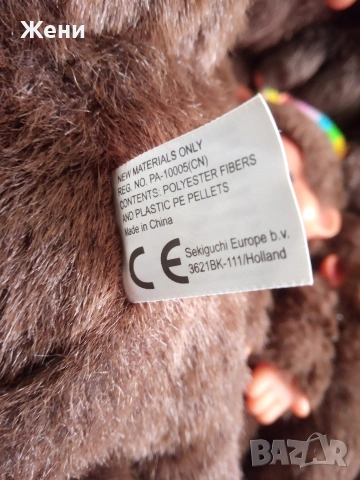 Жени
NEW MATERIALS ONLY
REG. NO. PA-10005(CN)
CONTENTS: POLYESTER FIBERS
AND PLASTIC PE PELLETS
Made in China
CE
Sekiguchi Europe b.v.
3621BK-111/Holland
BAZAR